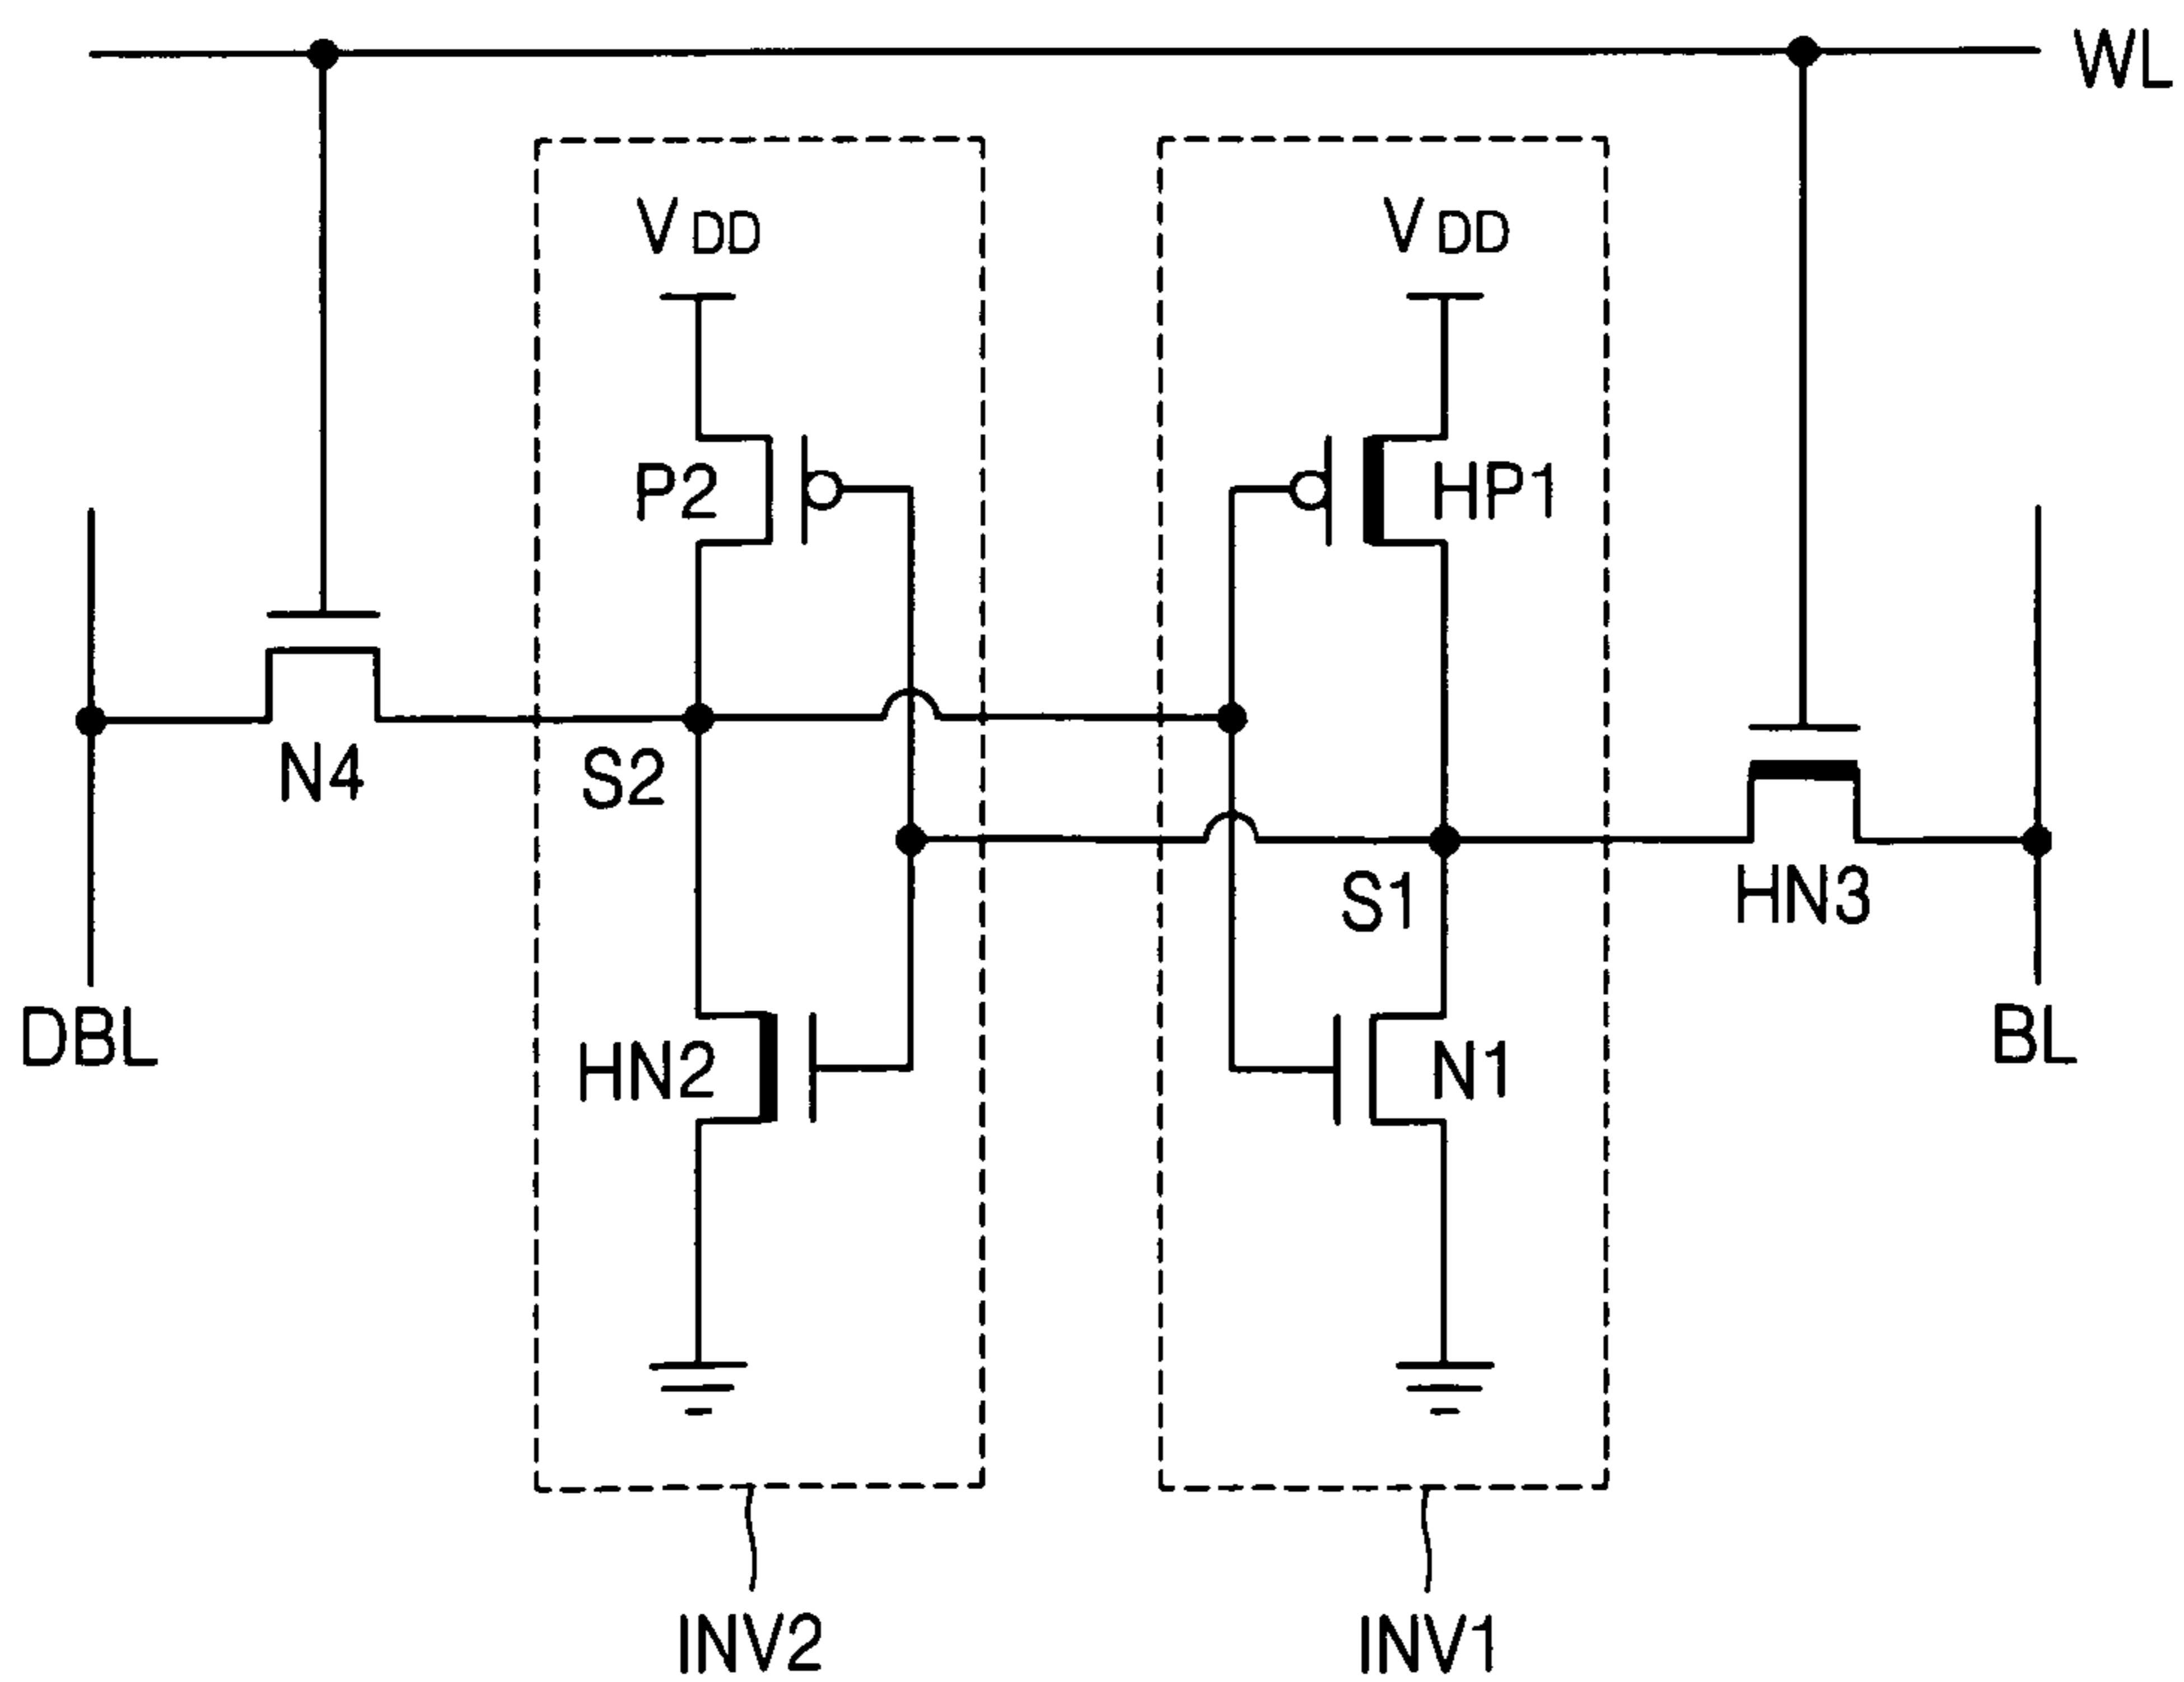 WL
VDD
VDD
P2
HP1
N4
S2
S1
HN3
DBL
HN2
N1
BL
INV2
INV1